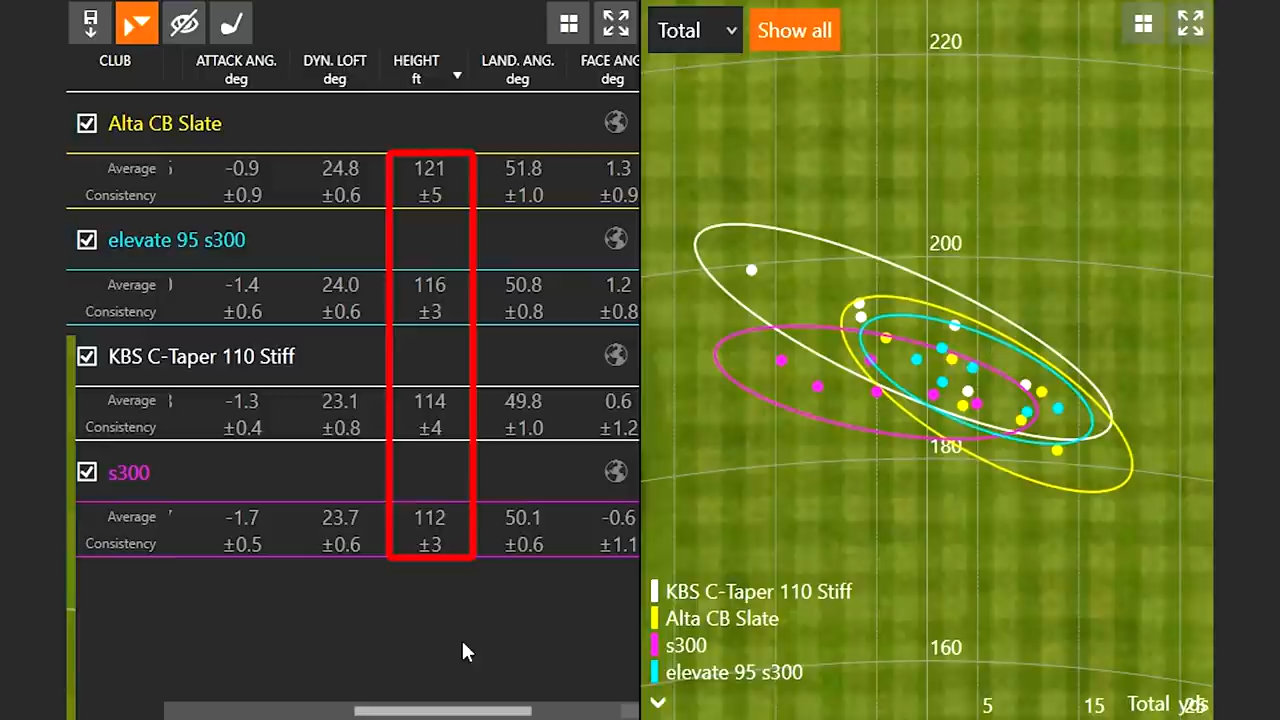 CLUB ATTACK ANG. deg DYN. LOFT deg HEIGHT ft LAND. ANG. deg FACE ANG deg
Alta CB Slate
Average -0.9 24.8 121 51.8 1.3
Consistency ±0.9 ±0.6 ±5 ±1.0 ±0.9
elevate 95 s300
Average -1.4 24.0 116 50.8 1.2
Consistency ±0.6 ±0.6 ±3 ±0.8 ±0.8
KBS C-Taper 110 Stiff
Average -1.3 23.1 114 49.8 0.6
Consistency ±0.4 ±0.8 ±4 ±1.0 ±1.2
s300
Average -1.7 23.7 112 50.1 -0.6
Consistency ±0.5 ±0.6 ±3 ±0.6 ±1.1
Total Show all
220
200
180
160
KBS C-Taper 110 Stiff
Alta CB Slate
s300
elevate 95 s300
5 15 Total yds